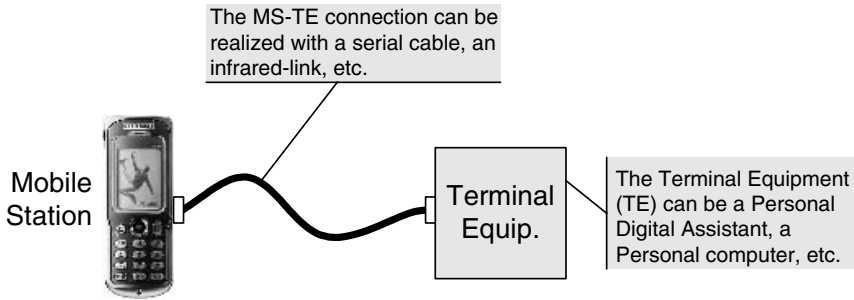 The MS-TE connection can be
realized with a serial cable, an
infrared-link, etc.
Mobile
Station
Terminal
Equip.
The Terminal Equipment
(TE) can be a Personal
Digital Assistant, a
Personal computer, etc.